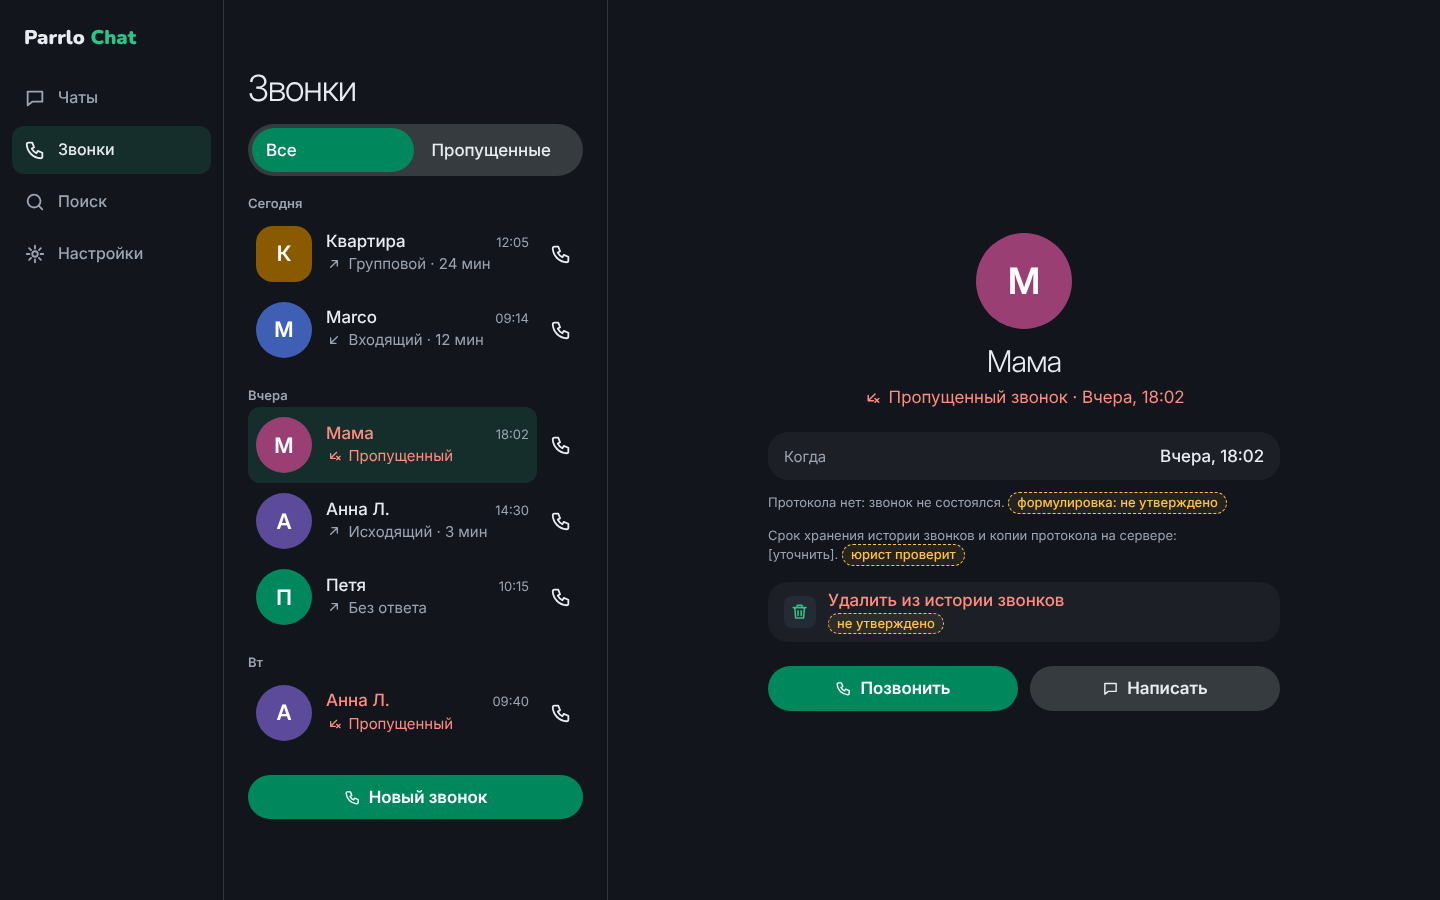 Parrlo Chat
Чаты
Звонки
Поиск
Настройки
Звонки
Все
Пропущенные
Сегодня
К
Квартира
12:05
Групповой · 24 мин
M
Marco
09:14
Входящий · 12 мин
Вчера
М
Мама
18:02
Пропущенный
А
Анна Л.
14:30
Исходящий · 3 мин
П
Петя
10:15
Без ответа
Вт
А
Анна Л.
09:40
Пропущенный
Новый звонок
М
Мама
Пропущенный звонок · Вчера, 18:02
Когда
Вчера, 18:02
Протокола нет: звонок не состоялся. формулировка: не утверждено
Срок хранения истории звонков и копии протокола на сервере:
[уточнить]. юрист проверит
Удалить из истории звонков
не утверждено
Позвонить
Написать